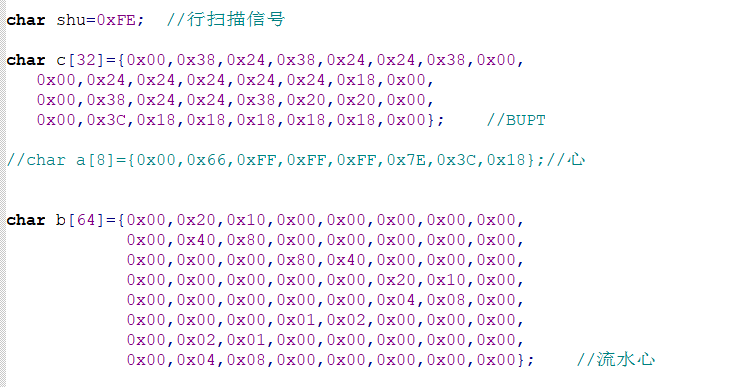 char shu=0xFE;  //行扫描信号
char c[32]={0x00,0x38,0x24,0x38,0x24,0x24,0x38,0x00,
0x00,0x24,0x24,0x24,0x24,0x24,0x18,0x00,
0x00,0x38,0x24,0x24,0x38,0x20,0x20,0x00,
0x00,0x3C,0x18,0x18,0x18,0x18,0x18,0x00};    //BUPT
//char a[8]={0x00,0x66,0xFF,0xFF,0xFF,0x7E,0x3C,0x18};//心
char b[64]={0x00,0x20,0x10,0x00,0x00,0x00,0x00,0x00,
0x00,0x40,0x80,0x00,0x00,0x00,0x00,0x00,
0x00,0x00,0x00,0x80,0x40,0x00,0x00,0x00,
0x00,0x00,0x00,0x00,0x00,0x20,0x10,0x00,
0x00,0x00,0x00,0x00,0x00,0x04,0x08,0x00,
0x00,0x00,0x00,0x01,0x02,0x00,0x00,0x00,
0x00,0x02,0x01,0x00,0x00,0x00,0x00,0x00,
0x00,0x04,0x08,0x00,0x00,0x00,0x00,0x00};    //流水心